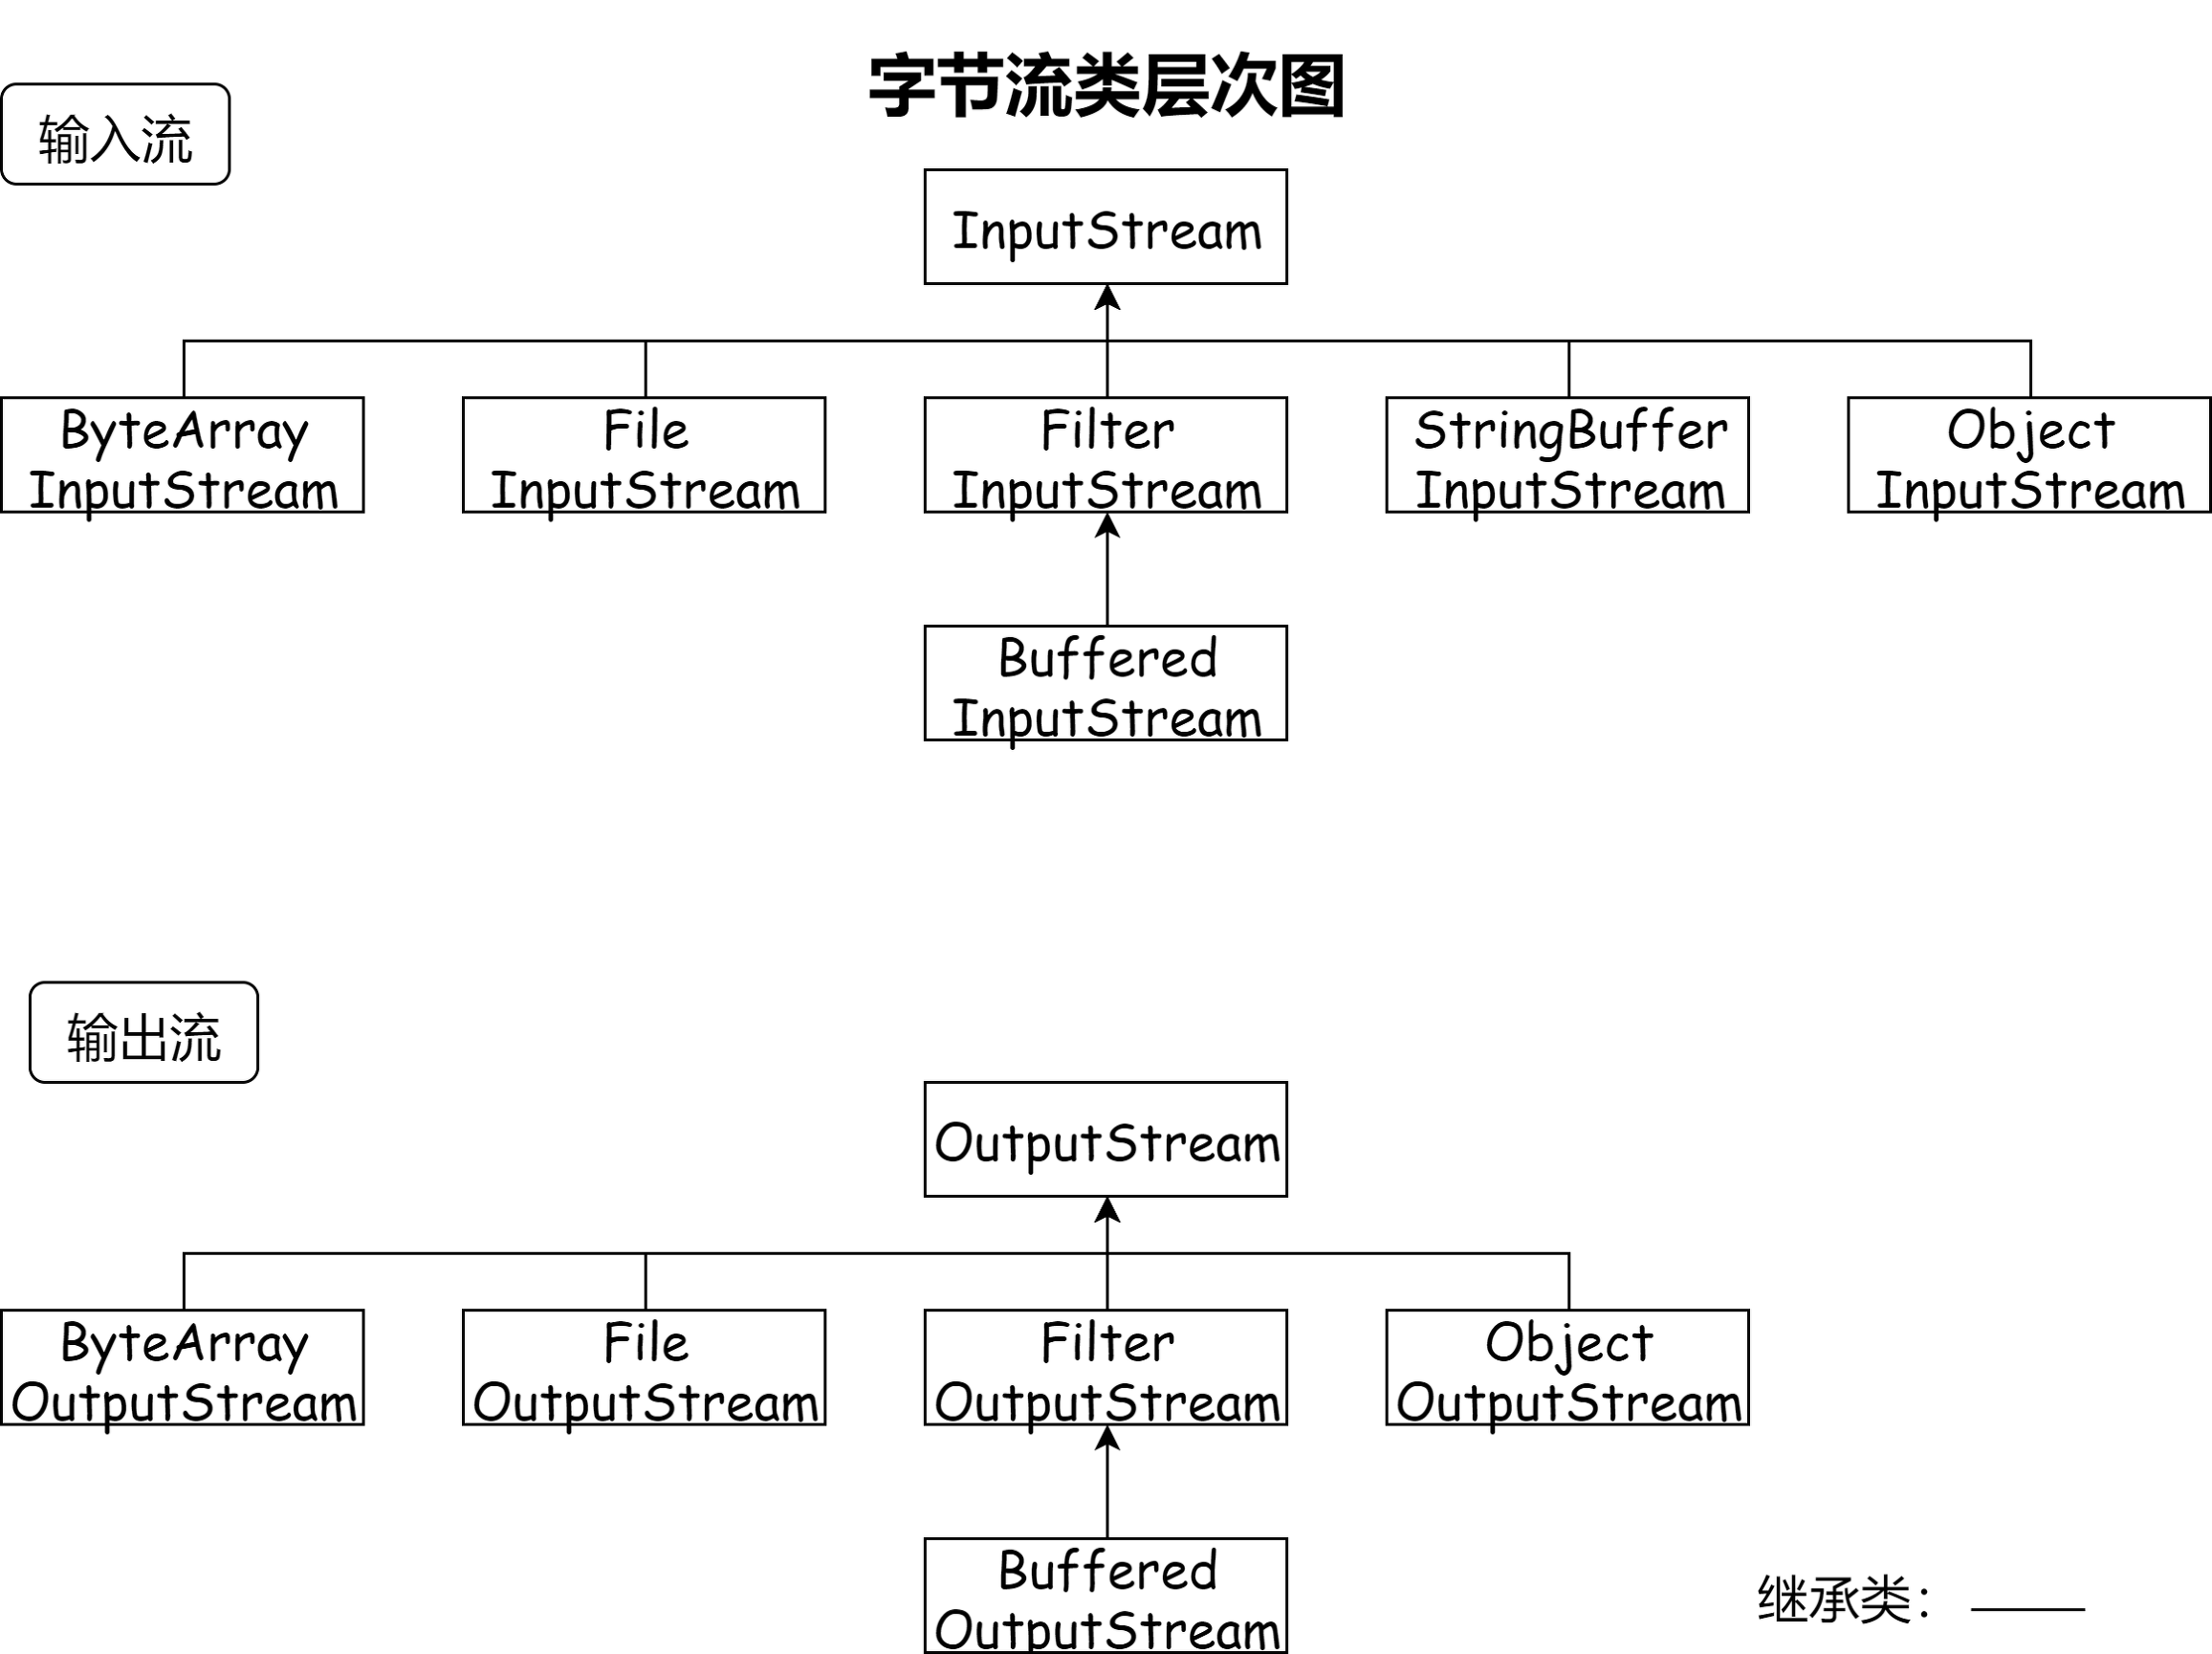 字节流类层次图
输入流
InputStream
ByteArray
InputStream
File
InputStream
Filter
InputStream
StringBuffer
InputStream
Object
InputStream
Buffered
InputStream
输出流
OutputStream
ByteArray
OutputStream
File
OutputStream
Filter
OutputStream
Object
OutputStream
Buffered
OutputStream
继承类：